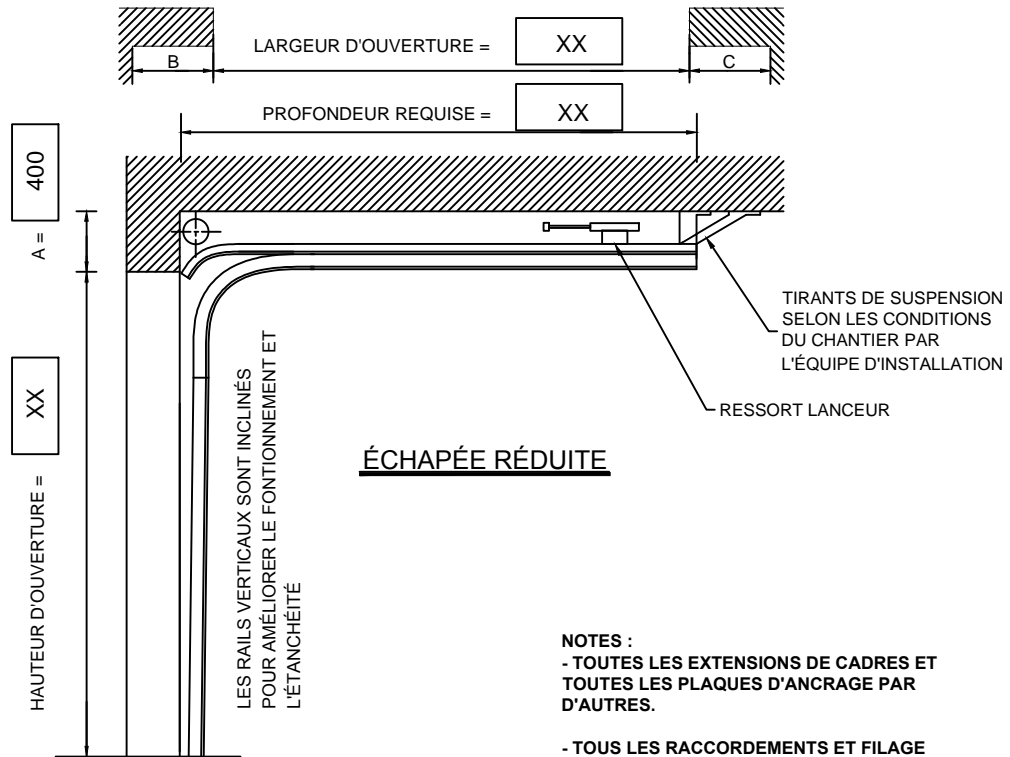 LARGEUR D'OUVERTURE =
XX
B
C
PROFONDEUR REQUISE =
XX
400
A =
TIRANTS DE SUSPENSION
SELON LES CONDITIONS
DU CHANTIER PAR
L'ÉQUIPE D'INSTALLATION
RESSORT LANCEUR
XX
HAUTEUR D'OUVERTURE =
LES RAILS VERTICAUX SONT INCLINÉS
POUR AMÉLIORER LE FONTIONNEMENT ET
L'ÉTANCHÉITÉ
ÉCHAPÉE RÉDUITE
NOTES :
- TOUTES LES EXTENSIONS DE CADRES ET
TOUTES LES PLAQUES D'ANCRAGE PAR
D'AUTRES.
- TOUS LES RACCORDEMENTS ET FILAGE